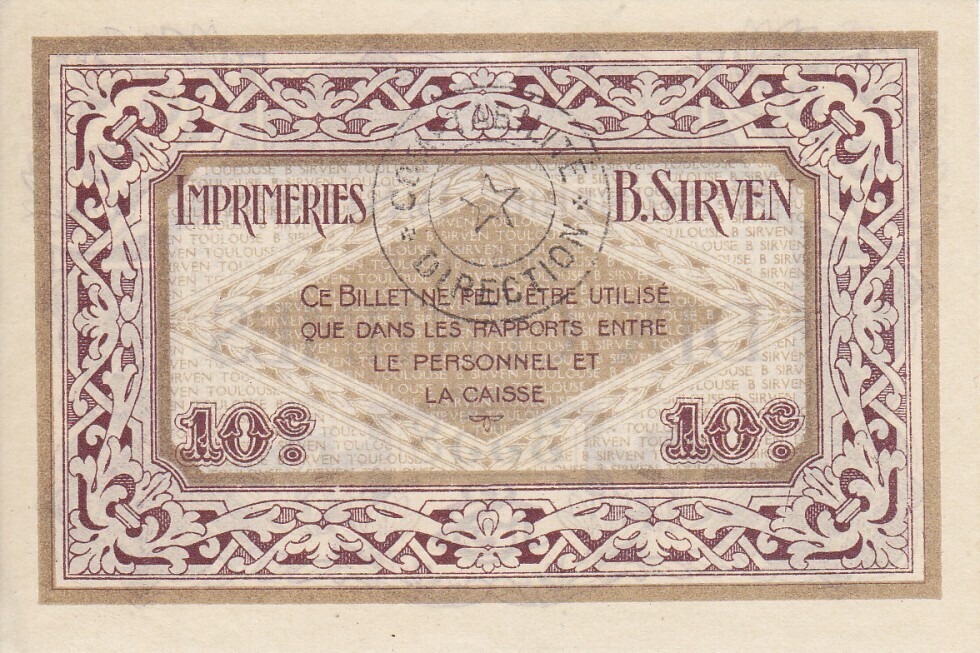 IMPRIMERIES B. SIRVEN
COMPTABILITÉ
DIRECTION
CE BILLET NE PEUT ÊTRE UTILISÉ
QUE DANS LES RAPPORTS ENTRE
LE PERSONNEL ET
LA CAISSE
10c. 10c.